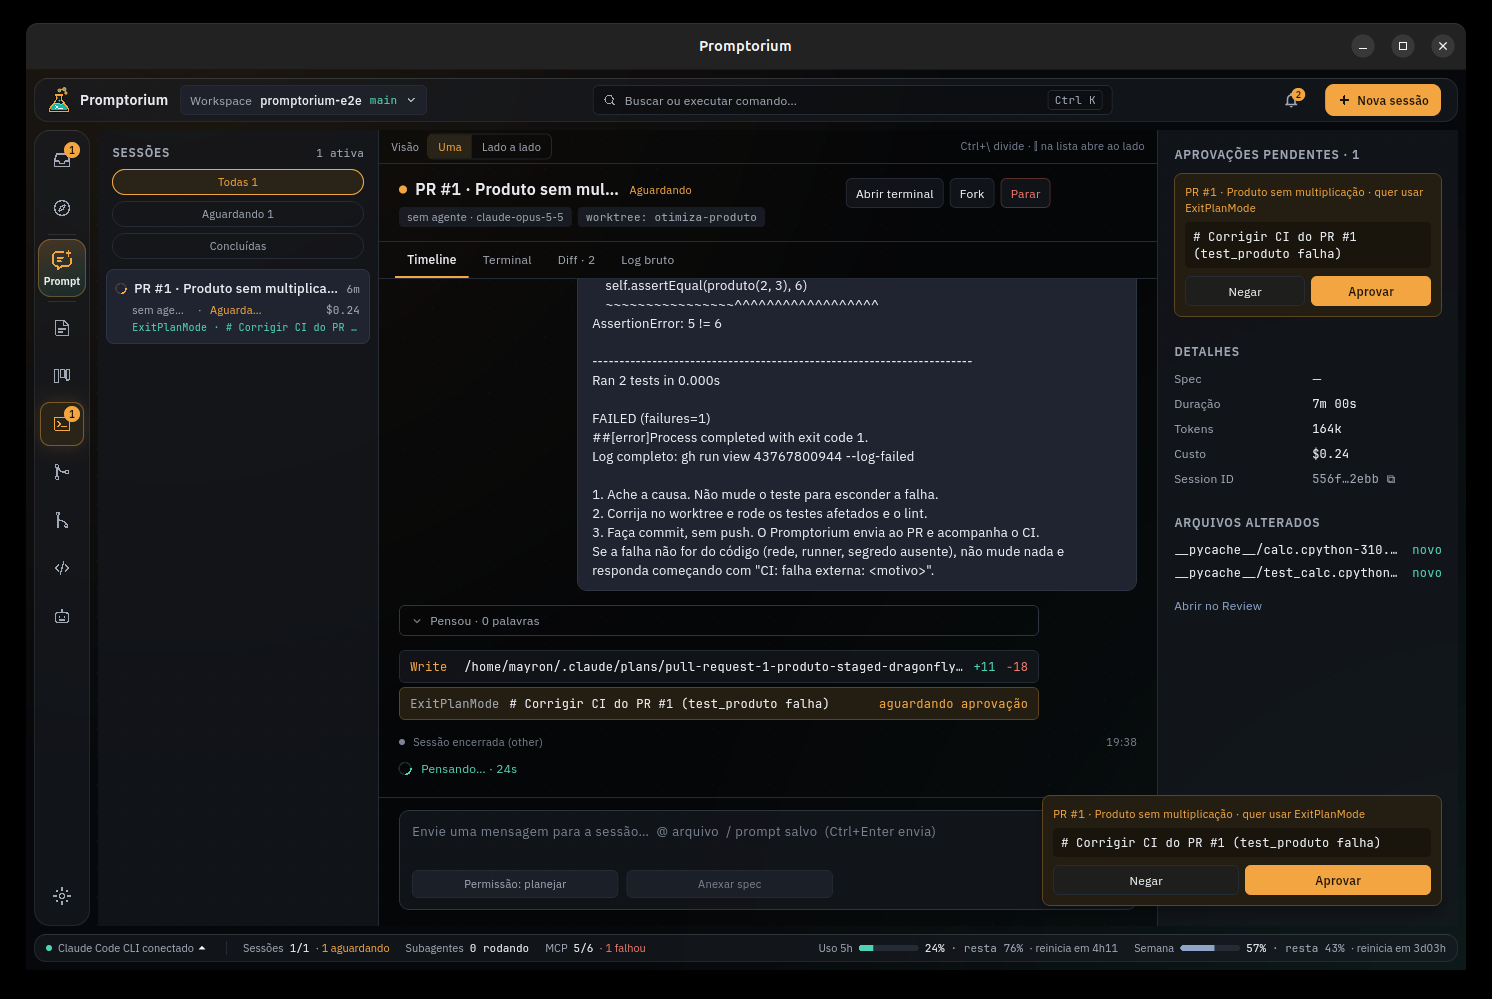 Promptorium
Promptorium
Workspace promptorium-e2e main
Buscar ou executar comando...
Ctrl K
2
+ Nova sessão
1
Prompt
1
SESSÕES
1 ativa
Todas 1
Aguardando 1
Concluídas
PR #1 · Produto sem multiplica... 6m
sem age... · Aguarda... $0.24
ExitPlanMode · # Corrigir CI do PR …
Visão Uma Lado a lado
Ctrl+\ divide · ⫿ na lista abre ao lado
PR #1 · Produto sem mul... Aguardando
Abrir terminal Fork Parar
sem agente · claude-opus-5-5 worktree: otimiza-produto
Timeline Terminal Diff · 2 Log bruto
self.assertEqual(produto(2, 3), 6)
~~~~~~~~~~~~~~~~^^^^^^^^^^^^^^^^^^
AssertionError: 5 != 6
----------------------------------------------------------------------
Ran 2 tests in 0.000s
FAILED (failures=1)
##[error]Process completed with exit code 1.
Log completo: gh run view 43767800944 --log-failed
1. Ache a causa. Não mude o teste para esconder a falha.
2. Corrija no worktree e rode os testes afetados e o lint.
3. Faça commit, sem push. O Promptorium envia ao PR e acompanha o CI.
Se a falha não for do código (rede, runner, segredo ausente), não mude nada e
responda começando com "CI: falha externa: <motivo>".
Pensou · 0 palavras
Write /home/mayron/.claude/plans/pull-request-1-produto-staged-dragonfly… +11 -18
ExitPlanMode # Corrigir CI do PR #1 (test_produto falha) aguardando aprovação
Sessão encerrada (other) 19:38
Pensando... · 24s
Envie uma mensagem para a sessão... @ arquivo / prompt salvo (Ctrl+Enter envia)
Permissão: planejar
Anexar spec
APROVAÇÕES PENDENTES · 1
PR #1 · Produto sem multiplicação · quer usar
ExitPlanMode
# Corrigir CI do PR #1
(test_produto falha)
Negar Aprovar
DETALHES
Spec —
Duração 7m 00s
Tokens 164k
Custo $0.24
Session ID 556f…2ebb
ARQUIVOS ALTERADOS
__pycache__/calc.cpython-310.… novo
__pycache__/test_calc.cpython… novo
Abrir no Review
PR #1 · Produto sem multiplicação · quer usar ExitPlanMode
# Corrigir CI do PR #1 (test_produto falha)
Negar Aprovar
Claude Code CLI conectado Sessões 1/1 · 1 aguardando Subagentes 0 rodando MCP 5/6 · 1 falhou Uso 5h 24% · resta 76% · reinicia em 4h11 Semana 57% · resta 43% · reinicia em 3d03h